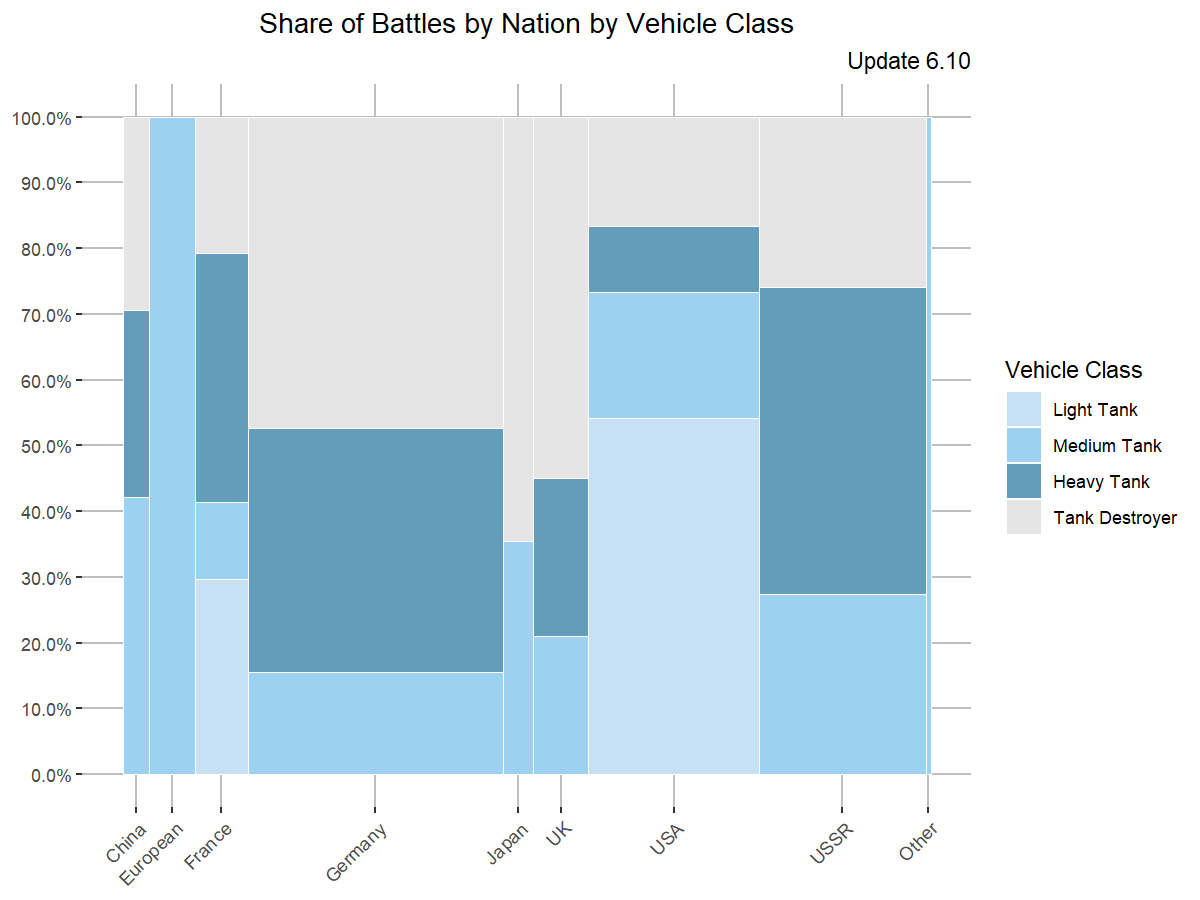 Share of Battles by Nation by Vehicle Class
Update 6.10
100.0%
90.0%
80.0%
70.0%
60.0%
50.0%
40.0%
30.0%
20.0%
10.0%
0.0%
China
European
France
Germany
Japan
UK
USA
USSR
Other
Vehicle Class
Light Tank
Medium Tank
Heavy Tank
Tank Destroyer